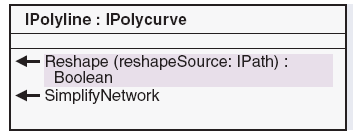 IPolyline : IPolycurve
Reshape (reshapeSource: IPath) :
Boolean
SimplifyNetwork